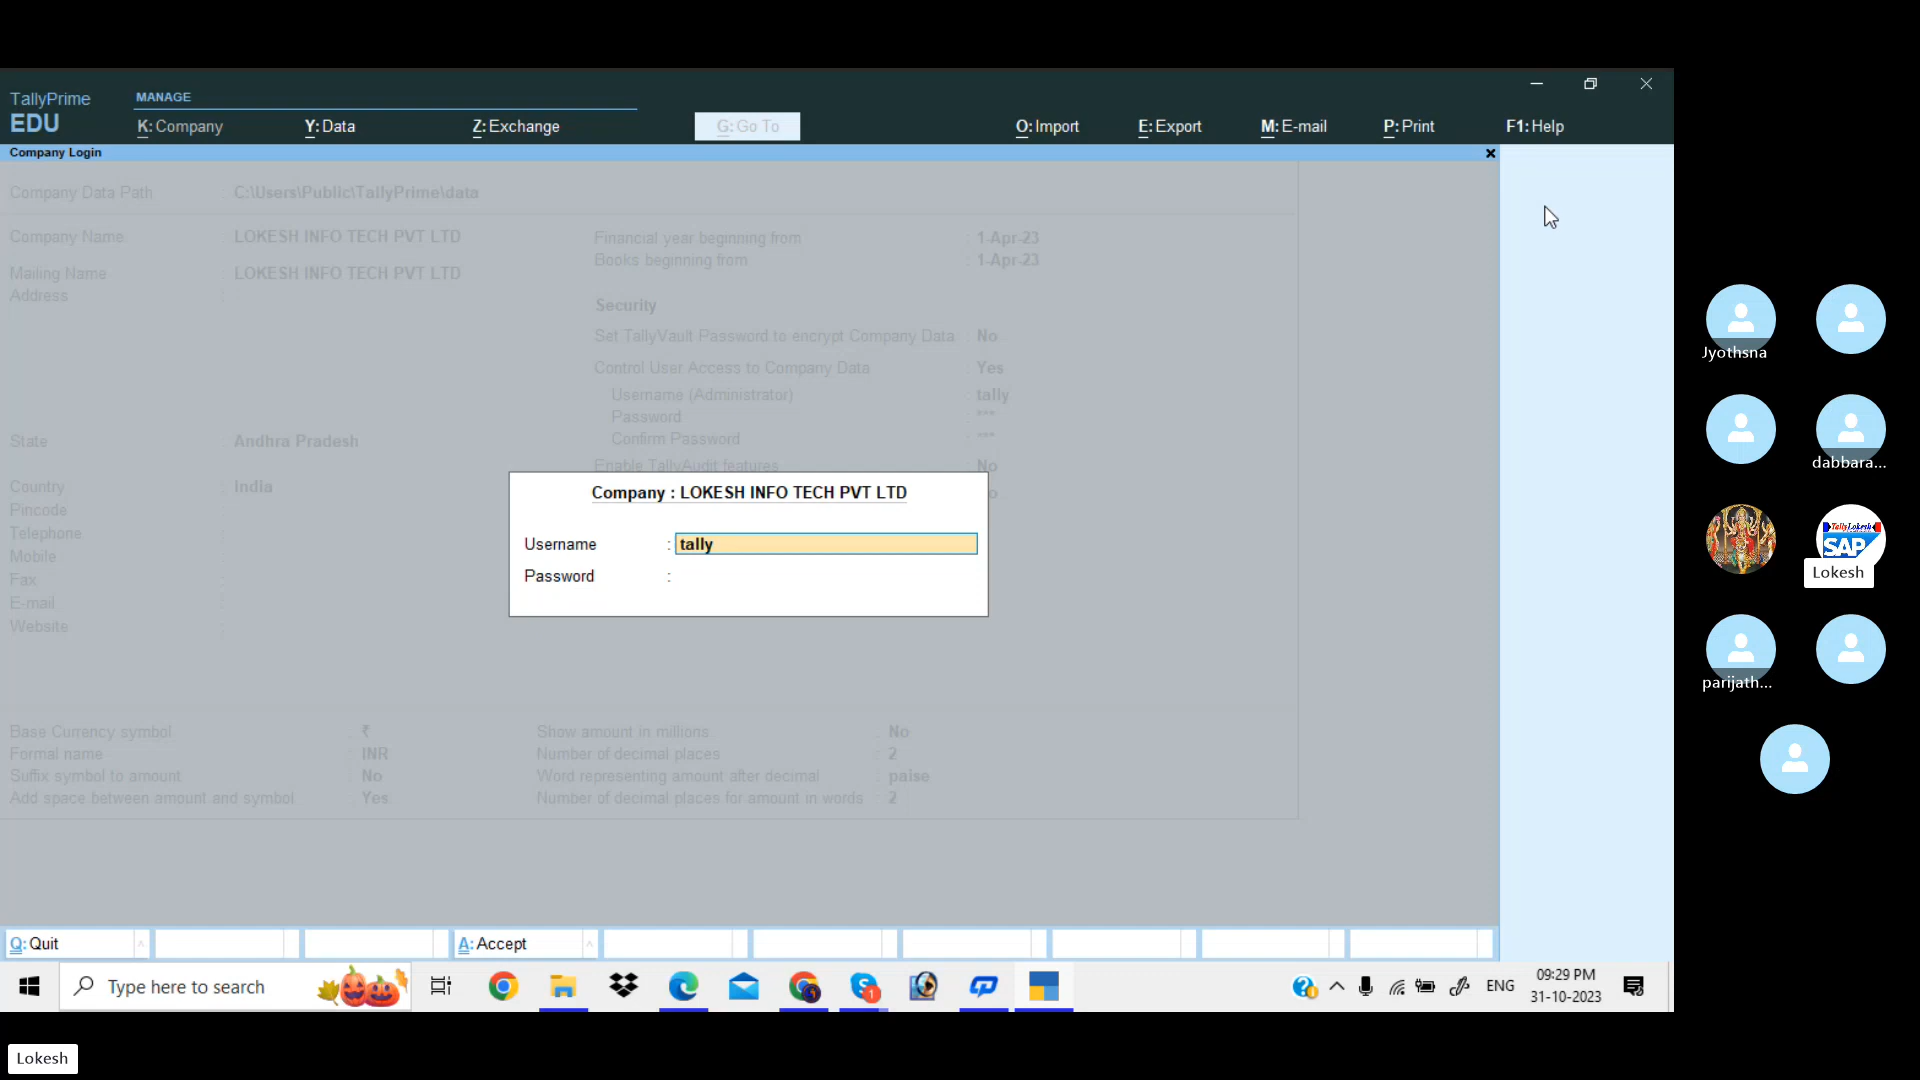 TallyPrime
EDU
MANAGE
K: Company
Y: Data
Z: Exchange
G: Go To
O: Import
E: Export
M: E-mail
P: Print
F1: Help
Company Login
Company Data Path : C:\Users\Public\TallyPrime\data
Company Name : LOKESH INFO TECH PVT LTD
Mailing Name : LOKESH INFO TECH PVT LTD
Address :
State : Andhra Pradesh
Country : India
Pincode :
Telephone :
Mobile :
Fax :
E-mail :
Website :
Financial year beginning from : 1-Apr-23
Books beginning from : 1-Apr-23
Security
Set TallyVault Password to encrypt Company Data : No
Control User Access to Company Data : Yes
Username (Administrator) : tally
Password : ***
Confirm Password : ***
Enable TallyAudit features : No
Company : LOKESH INFO TECH PVT LTD
Username : tally
Password :
Base Currency symbol : ₹
Formal name : INR
Suffix symbol to amount : No
Add space between amount and symbol : Yes
Show amount in millions : No
Number of decimal places : 2
Word representing amount after decimal : paise
Number of decimal places for amount in words : 2
Q: Quit
A: Accept
Type here to search
ENG
09:29 PM
31-10-2023
Jyothsna
dabbara...
TallyLokesh
SAP
Lokesh
parijath...
Lokesh